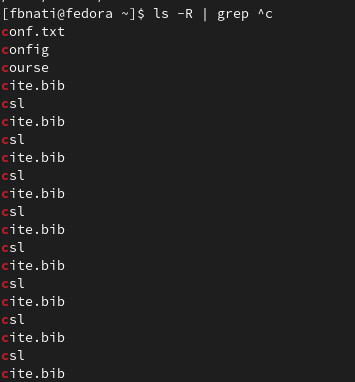 [fbnati@fedora ~]$ ls -R | grep ^c
conf.txt
config
course
cite.bib
csl
cite.bib
csl
cite.bib
csl
cite.bib
csl
cite.bib
csl
cite.bib
csl
cite.bib
csl
cite.bib
csl
cite.bib